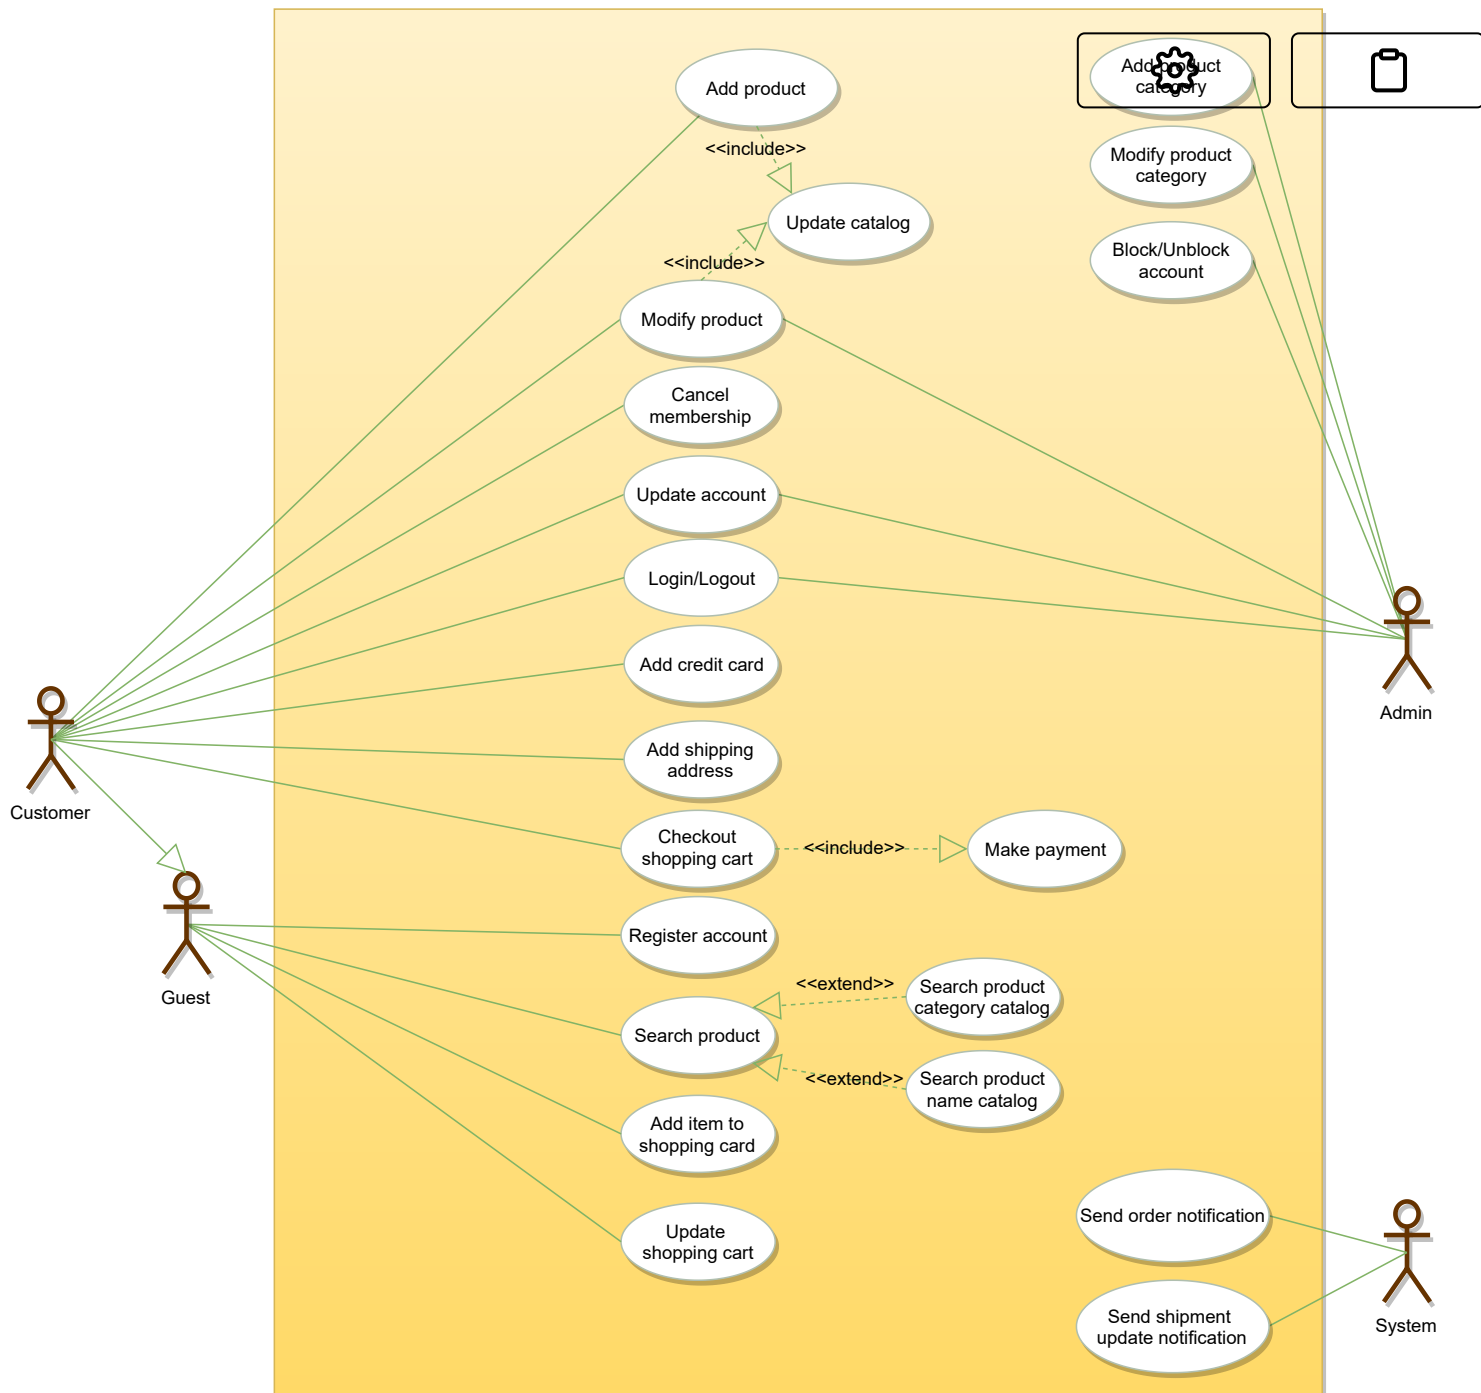 Add product
Add product
category
<<include>>
Modify product
category
Update catalog
Block/Unblock
account
<<include>>
Modify product
Cancel
membership
Update account
Login/Logout
Add credit card
Admin
Add shipping
address
Customer
Checkout
shopping cart
<<include>>
Make payment
Register account
Guest
<<extend>>
Search product
category catalog
Search product
<<extend>>
Search product
name catalog
Add item to
shopping card
Send order notification
Update
shopping cart
Send shipment
update notification
System